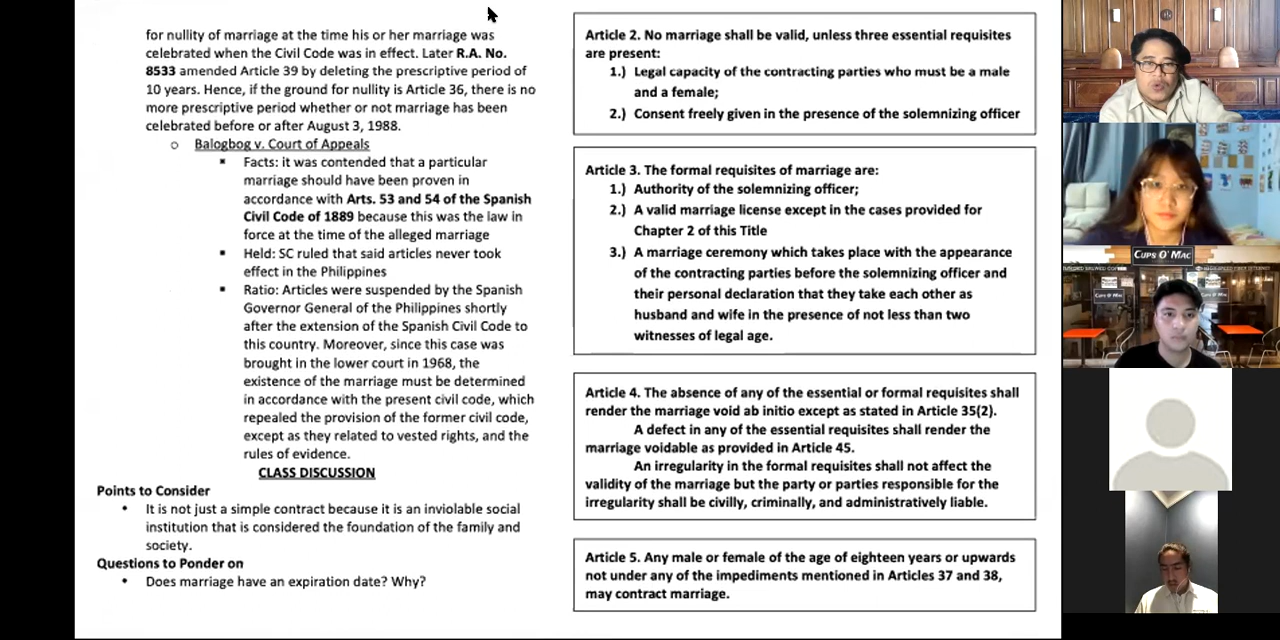 for nullity of marriage at the time his or her marriage was
celebrated when the Civil Code was in effect. Later R.A. No.
8533 amended Article 39 by deleting the prescriptive period of
10 years. Hence, if the ground for nullity is Article 36, there is no
more prescriptive period whether or not marriage has been
celebrated before or after August 3, 1988.
o Balogbog v. Court of Appeals
▪ Facts: it was contended that a particular
marriage should have been proven in
accordance with Arts. 53 and 54 of the Spanish
Civil Code of 1889 because this was the law in
force at the time of the alleged marriage
▪ Held: SC ruled that said articles never took
effect in the Philippines
▪ Ratio: Articles were suspended by the Spanish
Governor General of the Philippines shortly
after the extension of the Spanish Civil Code to
this country. Moreover, since this case was
brought in the lower court in 1968, the
existence of the marriage must be determined
in accordance with the present civil code, which
repealed the provision of the former civil code,
except as they related to vested rights, and the
rules of evidence.
CLASS DISCUSSION
Points to Consider
• It is not just a simple contract because it is an inviolable social
institution that is considered the foundation of the family and
society.
Questions to Ponder on
• Does marriage have an expiration date? Why?
Article 2. No marriage shall be valid, unless three essential requisites
are present:
1.) Legal capacity of the contracting parties who must be a male
and a female;
2.) Consent freely given in the presence of the solemnizing officer
Article 3. The formal requisites of marriage are:
1.) Authority of the solemnizing officer;
2.) A valid marriage license except in the cases provided for
Chapter 2 of this Title
3.) A marriage ceremony which takes place with the appearance
of the contracting parties before the solemnizing officer and
their personal declaration that they take each other as
husband and wife in the presence of not less than two
witnesses of legal age.
Article 4. The absence of any of the essential or formal requisites shall
render the marriage void ab initio except as stated in Article 35(2).
A defect in any of the essential requisites shall render the
marriage voidable as provided in Article 45.
An irregularity in the formal requisites shall not affect the
validity of the marriage but the party or parties responsible for the
irregularity shall be civilly, criminally, and administratively liable.
Article 5. Any male or female of the age of eighteen years or upwards
not under any of the impediments mentioned in Articles 37 and 38,
may contract marriage.
CUPS O' MAC
CUPS O' MAC
CUPS O' MAC